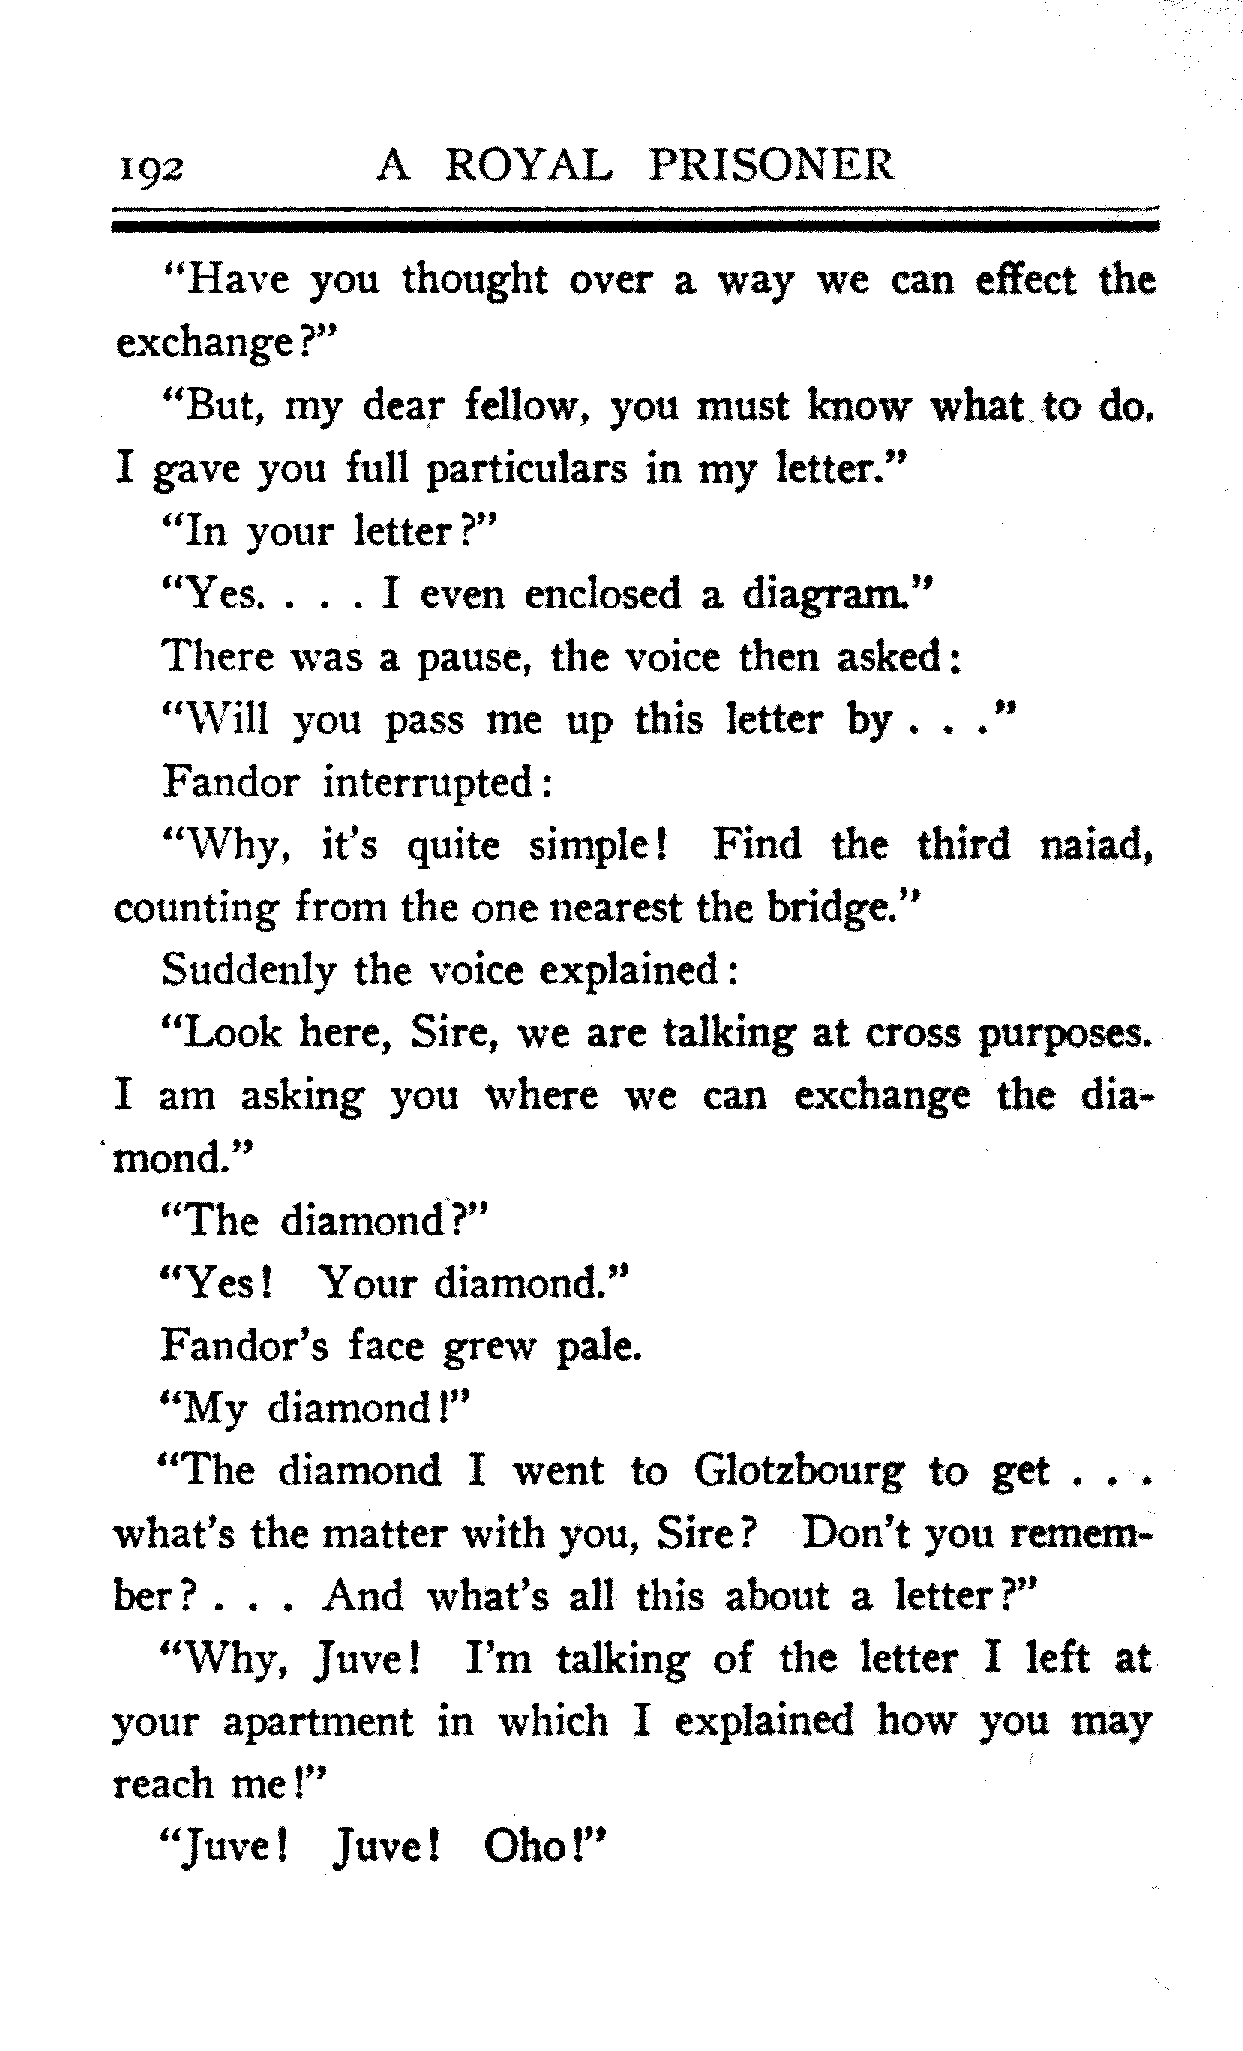 192 A ROYAL PRISONER
“Have you thought over a way we can effect the
exchange?”
“But, my dear fellow, you must know what to do.
I gave you full particulars in my letter.”
“In your letter?”
“Yes. . . . I even enclosed a diagram.”
There was a pause, the voice then asked:
“Will you pass me up this letter by . . .”
Fandor interrupted:
“Why, it’s quite simple! Find the third naiad,
counting from the one nearest the bridge.”
Suddenly the voice explained:
“Look here, Sire, we are talking at cross purposes.
I am asking you where we can exchange the dia-
mond.”
“The diamond?”
“Yes! Your diamond.”
Fandor’s face grew pale.
“My diamond!”
“The diamond I went to Glotzbourg to get . . .
what’s the matter with you, Sire? Don’t you remem-
ber? . . . And what’s all this about a letter?”
“Why, Juve! I’m talking of the letter I left at
your apartment in which I explained how you may
reach me!”
“Juve! Juve! Oho!”